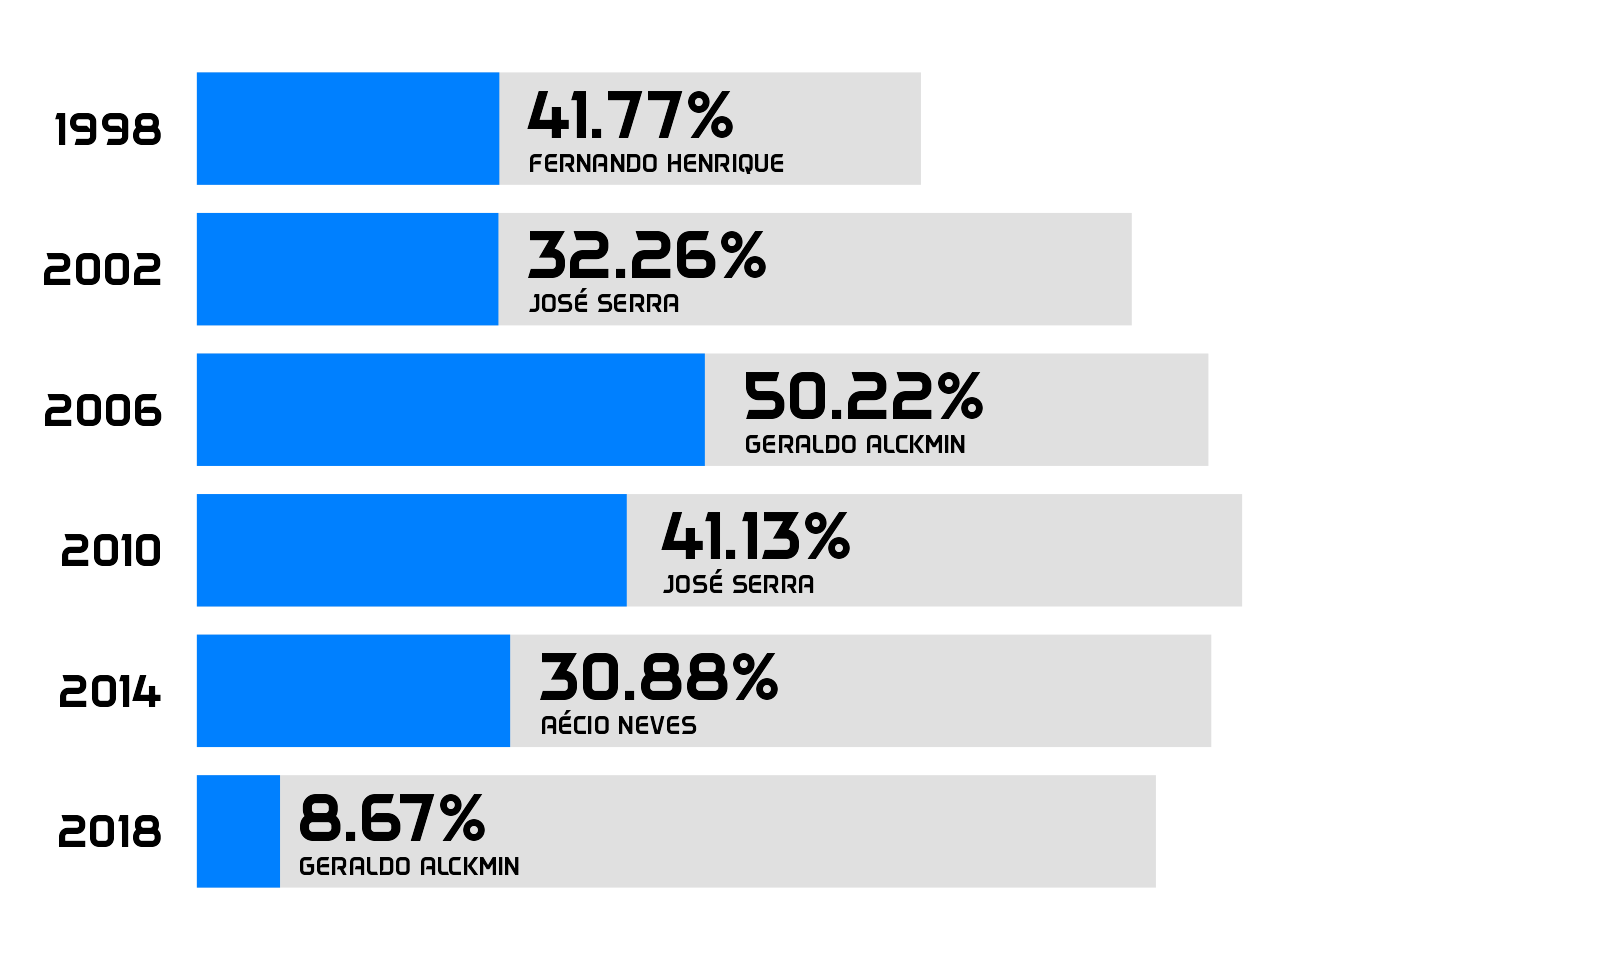 1998
41.77%
FERNANDO HENRIQUE
2002
32.26%
JOSÉ SERRA
2006
50.22%
GERALDO ALCKMIN
2010
41.13%
JOSÉ SERRA
2014
30.88%
AÉCIO NEVES
2018
8.67%
GERALDO ALCKMIN